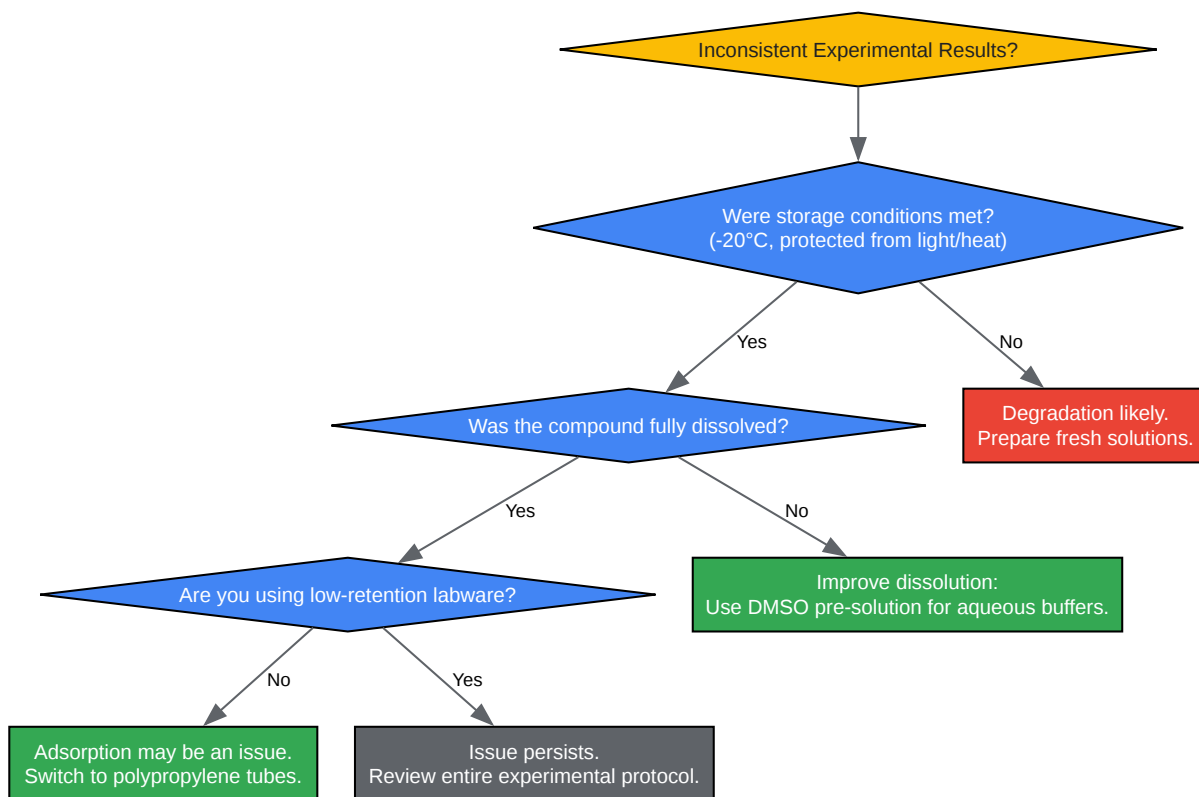 Inconsistent Experimental Results?
Were storage conditions met?
(-20°C, protected from light/heat)
Yes
No
Was the compound fully dissolved?
Degradation likely.
Prepare fresh solutions.
Yes
No
Are you using low-retention labware?
Improve dissolution:
Use DMSO pre-solution for aqueous buffers.
No
Yes
Adsorption may be an issue.
Switch to polypropylene tubes.
Issue persists.
Review entire experimental protocol.